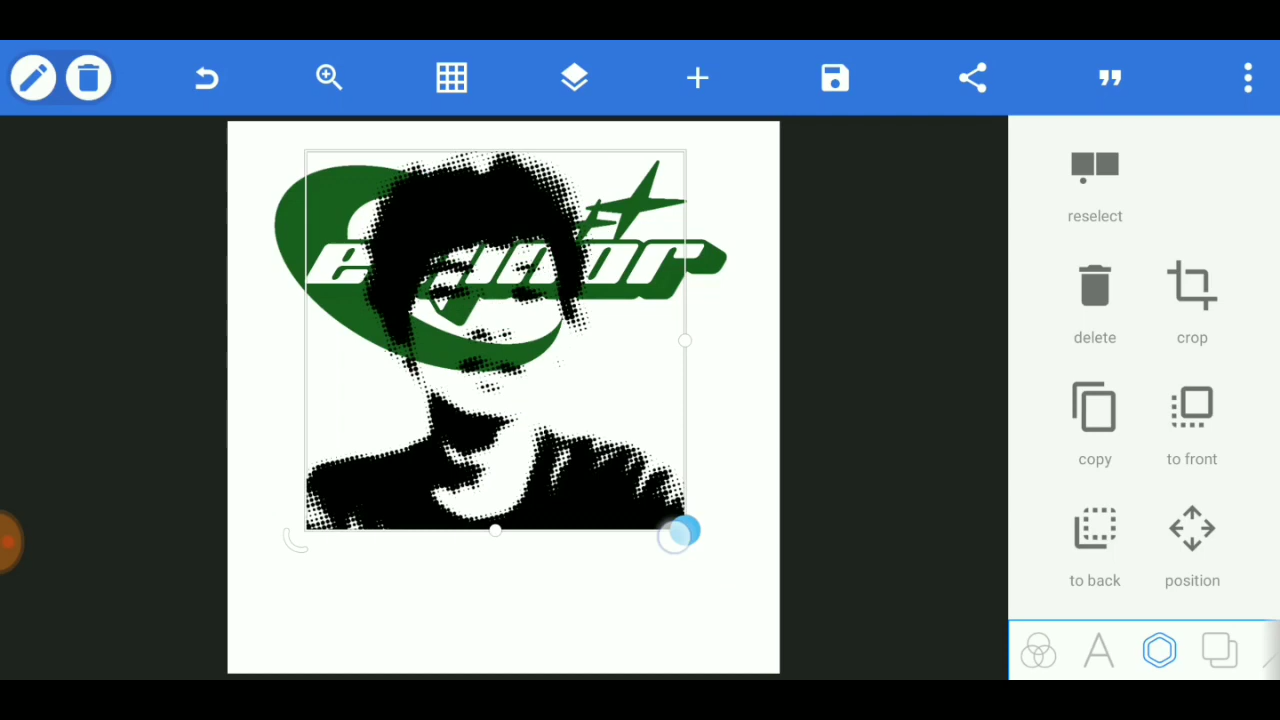 reselect
delete
crop
copy
to front
to back
position